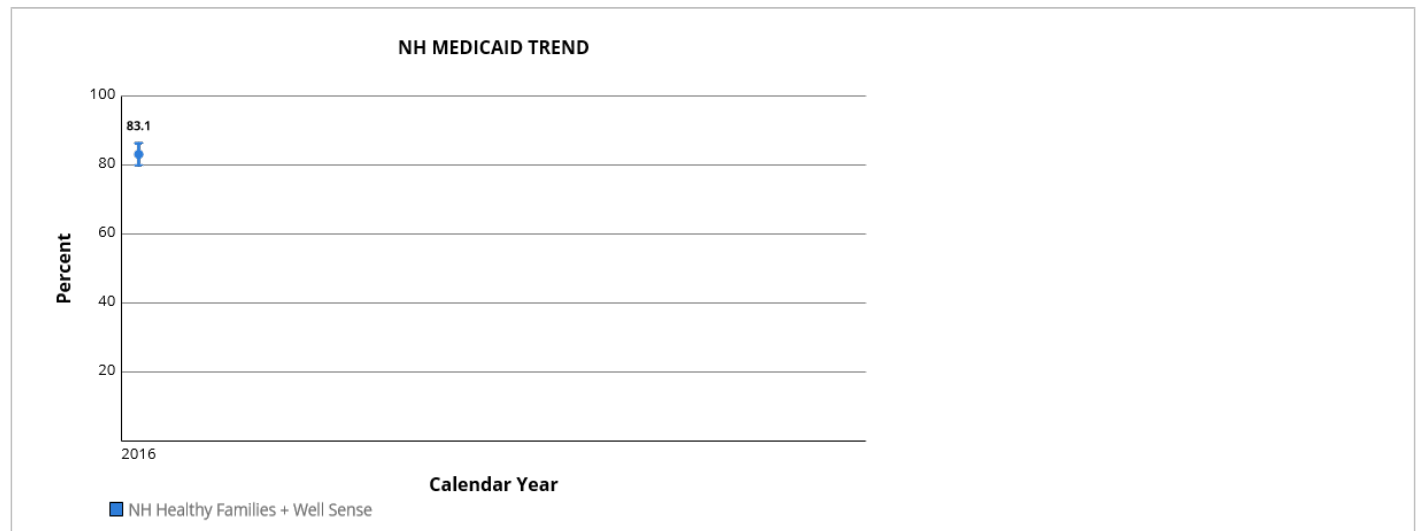 NH MEDICAID TREND
100
83.1
80
60
Percent
40
20
2016
Calendar Year
NH Healthy Families + Well Sense